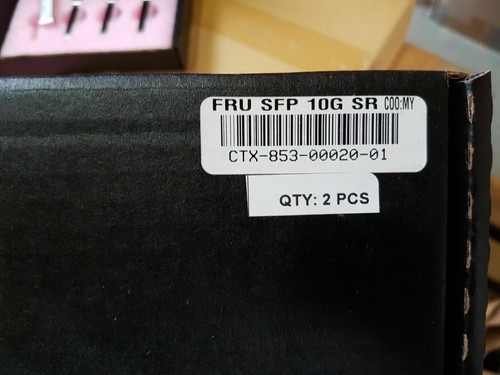 FRU SFP 10G SR COO:MY
CTX-853-00020-01
QTY: 2 PCS